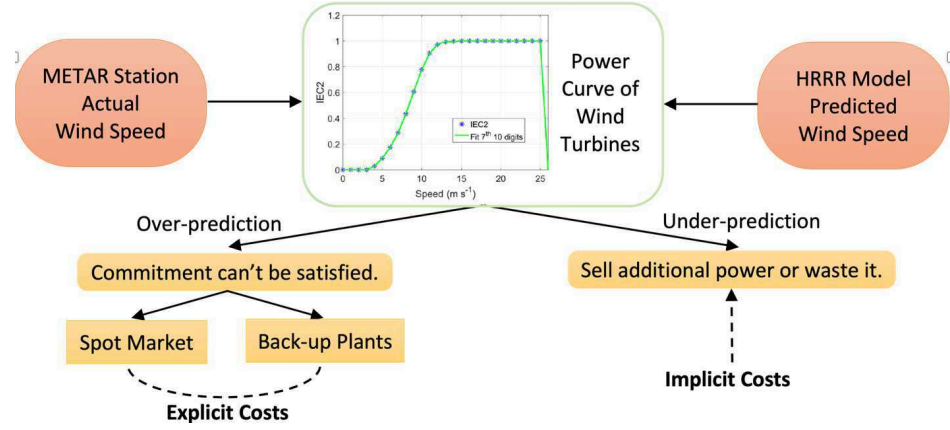 METAR Station
Actual
Wind Speed
1.2
1
0.8
0.6
0.4
0.2
0
IEC2
IEC2
Fit 7th 10 digits
0 5 10 15 20 25
Speed (m s-1)
Power
Curve of
Wind
Turbines
HRRR Model
Predicted
Wind Speed
Over-prediction
Under-prediction
Commitment can't be satisfied.
Sell additional power or waste it.
Spot Market
Back-up Plants
Explicit Costs
Implicit Costs